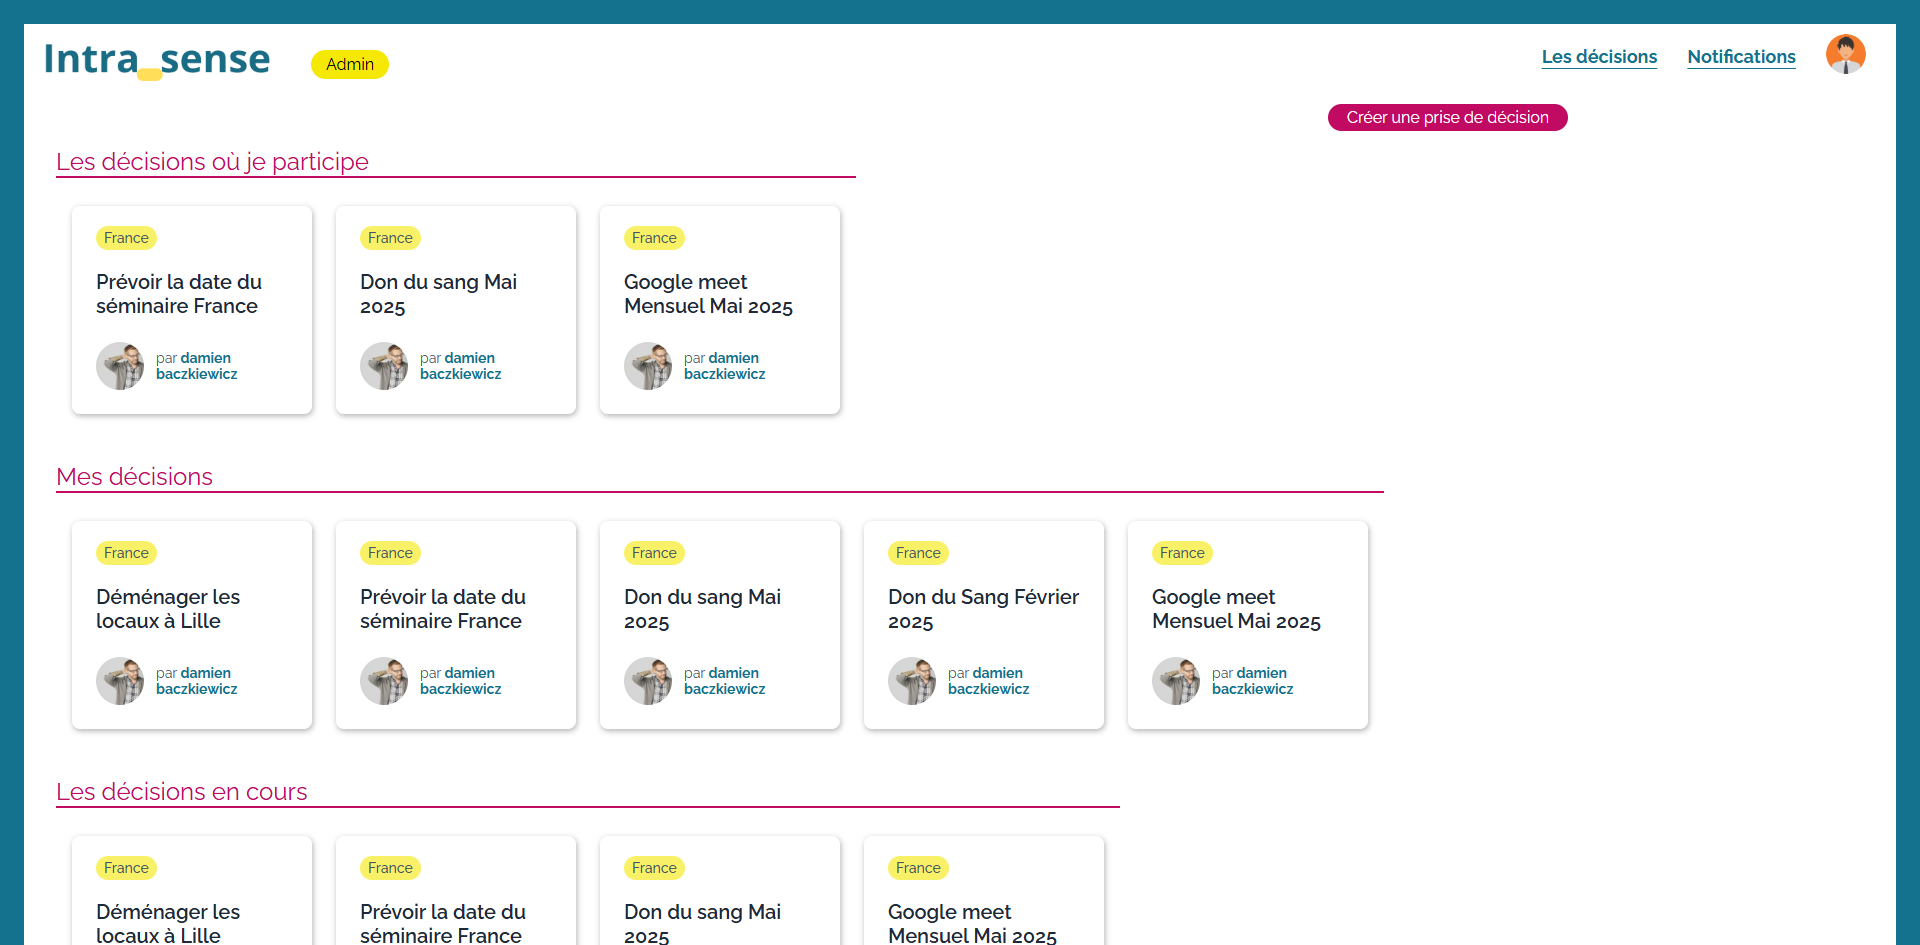 Intra_sense
Admin
Les décisions
Notifications
Créer une prise de décision
Les décisions où je participe
France
Prévoir la date du
séminaire France
par damien
baczkiewicz
France
Don du sang Mai
2025
par damien
baczkiewicz
France
Google meet
Mensuel Mai 2025
par damien
baczkiewicz
Mes décisions
France
Déménager les
locaux à Lille
par damien
baczkiewicz
France
Prévoir la date du
séminaire France
par damien
baczkiewicz
France
Don du sang Mai
2025
par damien
baczkiewicz
France
Don du Sang Février
2025
par damien
baczkiewicz
France
Google meet
Mensuel Mai 2025
par damien
baczkiewicz
Les décisions en cours
France
Déménager les
locaux à Lille
France
Prévoir la date du
séminaire France
France
Don du sang Mai
2025
France
Google meet
Mensuel Mai 2025